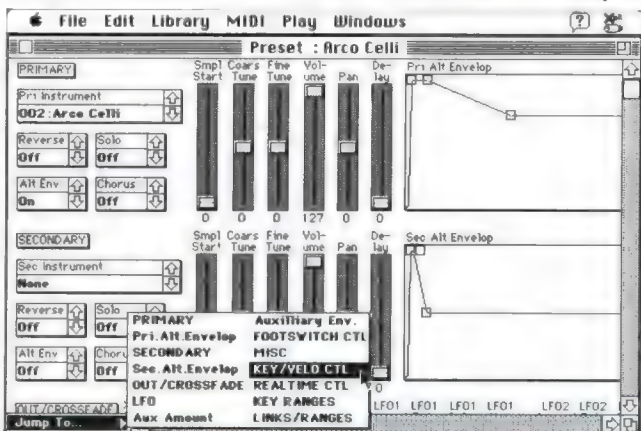 File Edit Library MIDI Play Windows
Preset : Arco Celli
PRIMARY
Smpl Start
Coars Tune
Fine Tune
Vol-ume
Pan
De-lay
Pri Alt Envelop
Pri Instrument
002:Arco Celli
Reverse
Off
Solo
Off
Alt Env
On
Chorus
Off
0 0 0 127 0 0
SECONDARY
Smpl Start
Coars Tune
Fine Tune
Vol-ume
Pan
De-lay
Sec Alt Envelop
Sec Instrument
None
Reverse
Off
Solo
Off
Alt Env
Off
Off
0
PRIMARY
Pri.Alt.Envelop
SECONDARY
Sec.Alt.Envelop
OUT/CROSSFADE
LFO
Aux Amount
Auxilliary Env.
FOOTSWITCH CTL
MISC
KEY/VELO CTL
REALTIME CTL
KEY RANGES
LINKS/RANGES
OUT/CROSSFADE
LFO1 LFO1 LFO1 LFO1 LFO2 LFO2
Jump To...